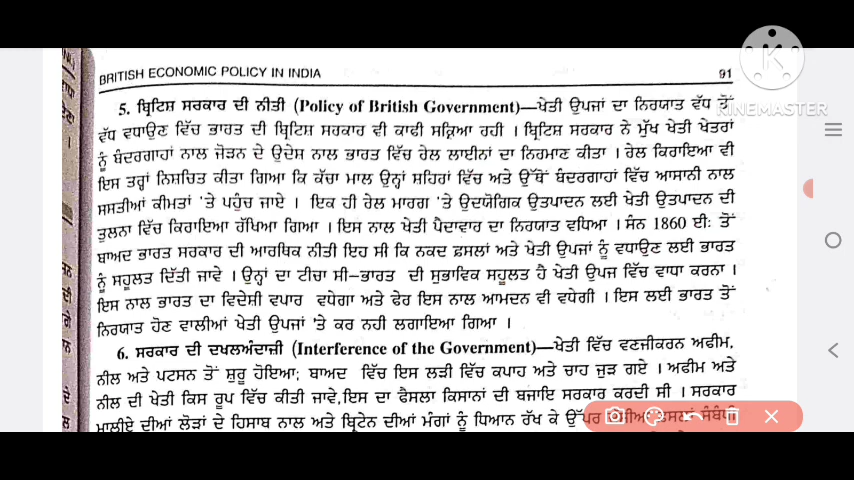 BRITISH ECONOMIC POLICY IN INDIA 91
KINEMASTER
5. ਬ੍ਰਿਟਿਸ਼ ਸਰਕਾਰ ਦੀ ਨੀਤੀ (Policy of British Government)—ਖੇਤੀ ਉਪਜਾਂ ਦਾ ਨਿਰਯਾਤ ਵੱਧ ਤੋਂ
ਵੱਧ ਵਧਾਉਣ ਵਿੱਚ ਭਾਰਤ ਦੀ ਬ੍ਰਿਟਿਸ਼ ਸਰਕਾਰ ਵੀ ਕਾਫੀ ਸਕ੍ਰਿਆ ਰਹੀ । ਬ੍ਰਿਟਿਸ਼ ਸਰਕਾਰ ਨੇ ਮੁੱਖ ਖੇਤੀ ਖੇਤਰਾਂ
ਨੂੰ ਬੰਦਰਗਾਹਾਂ ਨਾਲ ਜੋੜਨ ਦੇ ਉਦੇਸ਼ ਨਾਲ ਭਾਰਤ ਵਿੱਚ ਰੇਲ ਲਾਈਨਾਂ ਦਾ ਨਿਰਮਾਣ ਕੀਤਾ । ਰੇਲ ਕਿਰਾਇਆ ਵੀ
ਇਸ ਤਰ੍ਹਾਂ ਨਿਸ਼ਚਿਤ ਕੀਤਾ ਗਿਆ ਕਿ ਕੱਚਾ ਮਾਲ ਉਨ੍ਹਾਂ ਸ਼ਹਿਰਾਂ ਵਿੱਚ ਅਤੇ ਉੱਥੋਂ ਬੰਦਰਗਾਹਾਂ ਵਿੱਚ ਆਸਾਨੀ ਨਾਲ
ਸਸਤੀਆਂ ਕੀਮਤਾਂ 'ਤੇ ਪਹੁੰਚ ਜਾਏ । ਇਕ ਹੀ ਰੇਲ ਮਾਰਗ 'ਤੇ ਉਦਯੋਗਿਕ ਉਤਪਾਦਨ ਲਈ ਖੇਤੀ ਉਤਪਾਦਨ ਦੀ
ਤੁਲਨਾ ਵਿੱਚ ਕਿਰਾਇਆ ਰੱਖਿਆ ਗਿਆ । ਇਸ ਨਾਲ ਖੇਤੀ ਪੈਦਾਵਾਰ ਦਾ ਨਿਰਯਾਤ ਵਧਿਆ । ਸੰਨ 1860 ਈ: ਤੋਂ
ਬਾਅਦ ਭਾਰਤ ਸਰਕਾਰ ਦੀ ਆਰਥਿਕ ਨੀਤੀ ਇਹ ਸੀ ਕਿ ਨਕਦ ਫ਼ਸਲਾਂ ਅਤੇ ਖੇਤੀ ਉਪਜਾਂ ਨੂੰ ਵਧਾਉਣ ਲਈ ਭਾਰਤ
ਨੂੰ ਸਹੂਲਤ ਦਿੱਤੀ ਜਾਵੇ । ਉਨ੍ਹਾਂ ਦਾ ਟੀਚਾ ਸੀ—ਭਾਰਤ ਦੀ ਸੁਭਾਵਿਕ ਸਹੂਲਤ ਹੈ ਖੇਤੀ ਉਪਜ ਵਿੱਚ ਵਾਧਾ ਕਰਨਾ ।
ਇਸ ਨਾਲ ਭਾਰਤ ਦਾ ਵਿਦੇਸ਼ੀ ਵਪਾਰ ਵਧੇਗਾ ਅਤੇ ਫੇਰ ਇਸ ਨਾਲ ਆਮਦਨ ਵੀ ਵਧੇਗੀ । ਇਸ ਲਈ ਭਾਰਤ ਤੋਂ
ਨਿਰਯਾਤ ਹੋਣ ਵਾਲੀਆਂ ਖੇਤੀ ਉਪਜਾਂ 'ਤੇ ਕਰ ਨਹੀ ਲਗਾਇਆ ਗਿਆ ।
6. ਸਰਕਾਰ ਦੀ ਦਖਲਅੰਦਾਜ਼ੀ (Interference of the Government)—ਖੇਤੀ ਵਿੱਚ ਵਣਜੀਕਰਨ ਅਫੀਮ,
ਨੀਲ ਅਤੇ ਪਟਸਨ ਤੋਂ ਸ਼ੁਰੂ ਹੋਇਆ; ਬਾਅਦ ਵਿੱਚ ਇਸ ਲੜੀ ਵਿੱਚ ਕਪਾਹ ਅਤੇ ਚਾਹ ਜੁੜ ਗਏ । ਅਫੀਮ ਅਤੇ
ਨੀਲ ਦੀ ਖੇਤੀ ਕਿਸ ਰੂਪ ਵਿੱਚ ਕੀਤੀ ਜਾਵੇ,ਇਸ ਦਾ ਫੈਸਲਾ ਕਿਸਾਨਾਂ ਦੀ ਬਜਾਇ ਸਰਕਾਰ ਕਰਦੀ ਸੀ । ਸਰਕਾਰ
ਮਾਲੀਏ ਦੀਆਂ ਲੋੜਾਂ ਦੇ ਹਿਸਾਬ ਨਾਲ ਅਤੇ ਬ੍ਰਿਟੇਨ ਦੀਆਂ ਮੰਗਾਂ ਨੂੰ ਧਿਆਨ ਰੱਖ ਕੇ ਉੱਪਰ ਸੰਬੰਧੀ